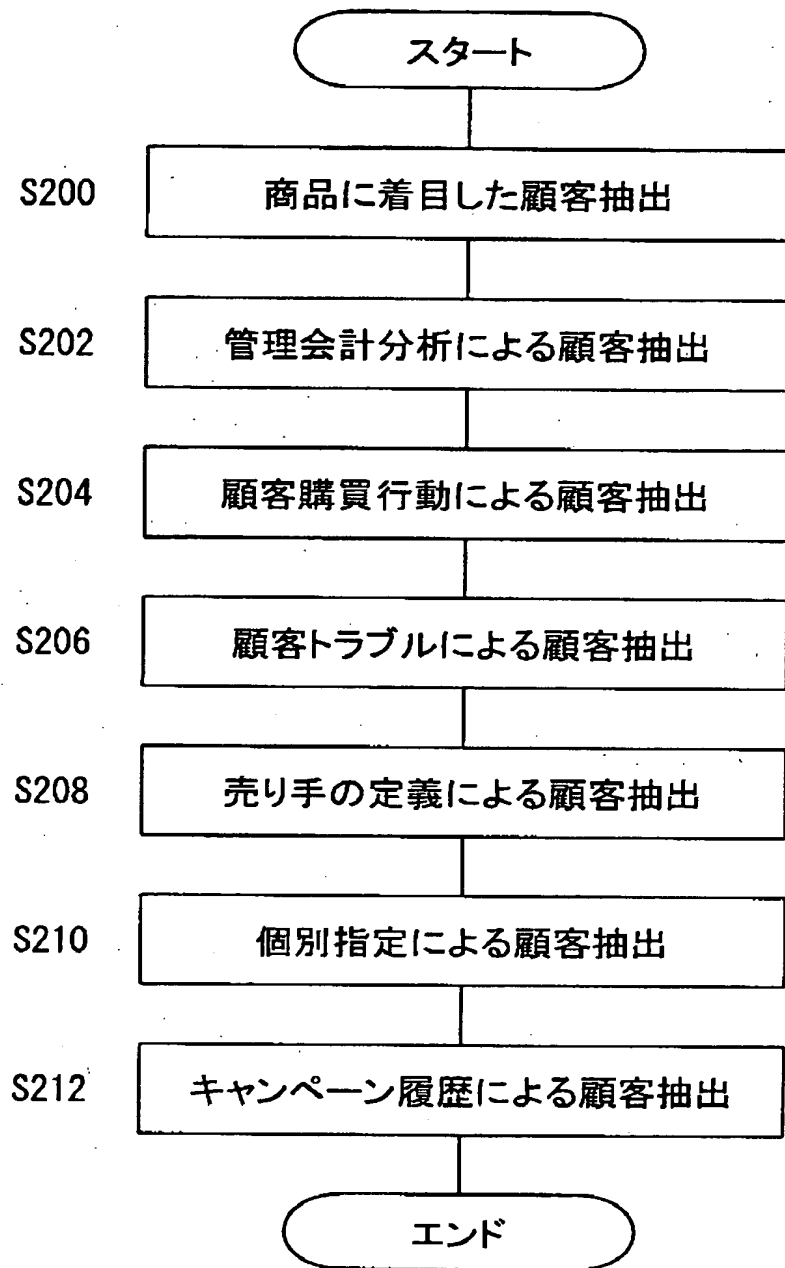 スタート
S200 商品に着目した顧客抽出
S202 管理会計分析による顧客抽出
S204 顧客購買行動による顧客抽出
S206 顧客トラブルによる顧客抽出
S208 売り手の定義による顧客抽出
S210 個別指定による顧客抽出
S212 キャンペーン履歴による顧客抽出
エンド